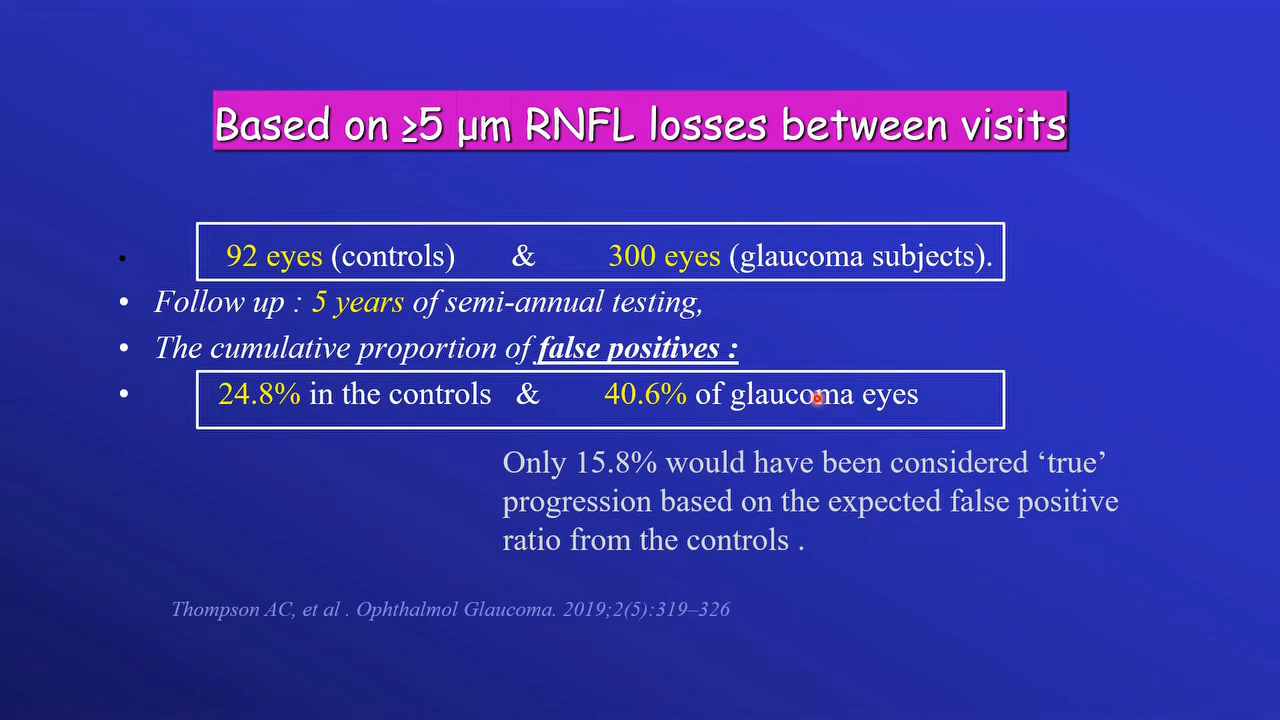 Based on ≥5 µm RNFL losses between visits
• 92 eyes (controls) & 300 eyes (glaucoma subjects).
• Follow up : 5 years of semi-annual testing,
• The cumulative proportion of false positives :
• 24.8% in the controls & 40.6% of glaucoma eyes
Only 15.8% would have been considered ‘true’
progression based on the expected false positive
ratio from the controls .
Thompson AC, et al . Ophthalmol Glaucoma. 2019;2(5):319–326